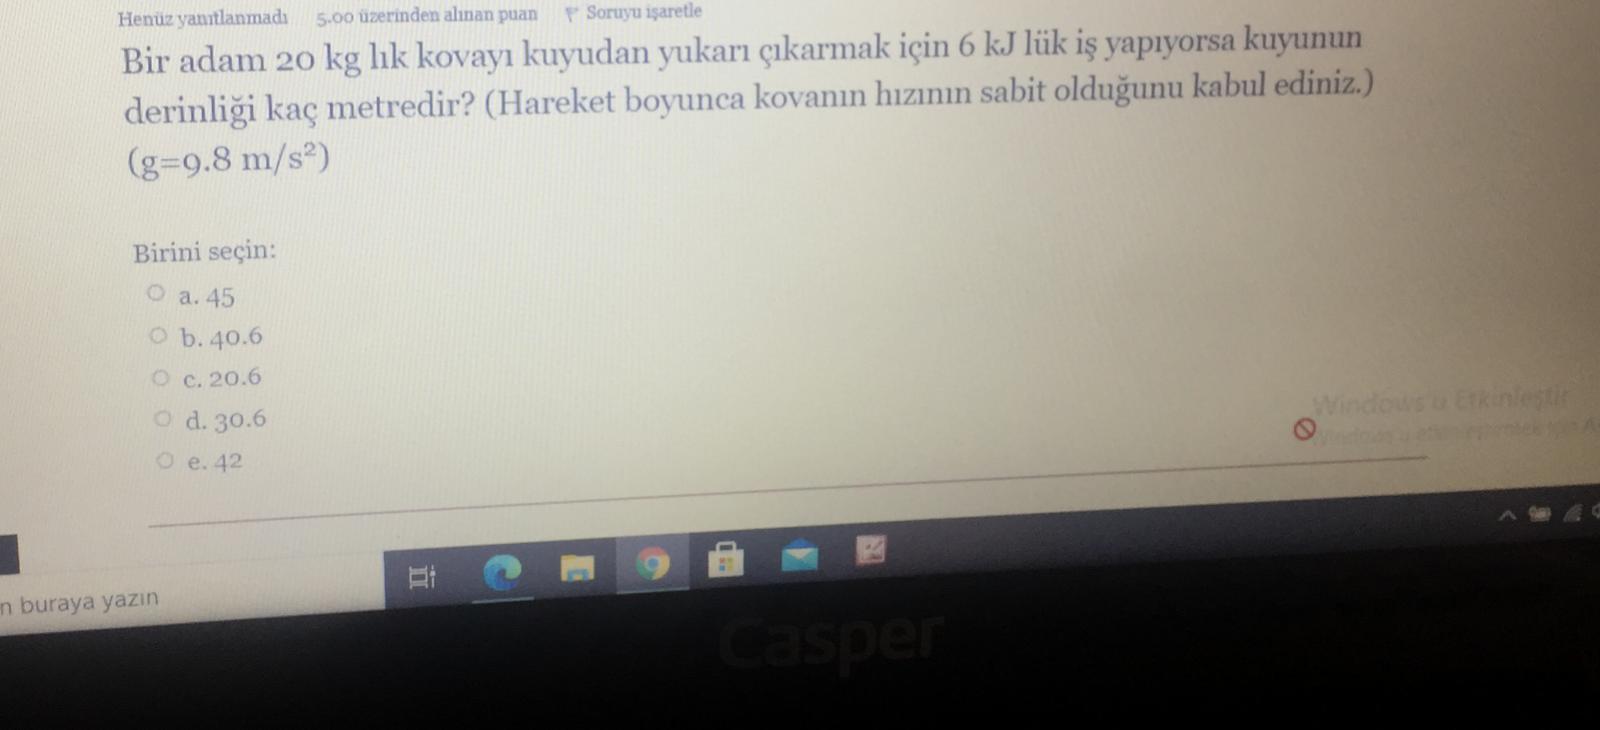 Henüz yanıtlanmadı 5.00 üzerinden alınan puan Soruyu işaretle
Bir adam 20 kg lık kovayı kuyudan yukarı çıkarmak için 6 kJ lük iş yapıyorsa kuyunun
derinliği kaç metredir? (Hareket boyunca kovanın hızının sabit olduğunu kabul ediniz.)
(g=9.8 m/s²)
Birini seçin:
a. 45
b. 40.6
c. 20.6
d. 30.6
e. 42
Windows'u Etkinleştir
n buraya yazın
Casper